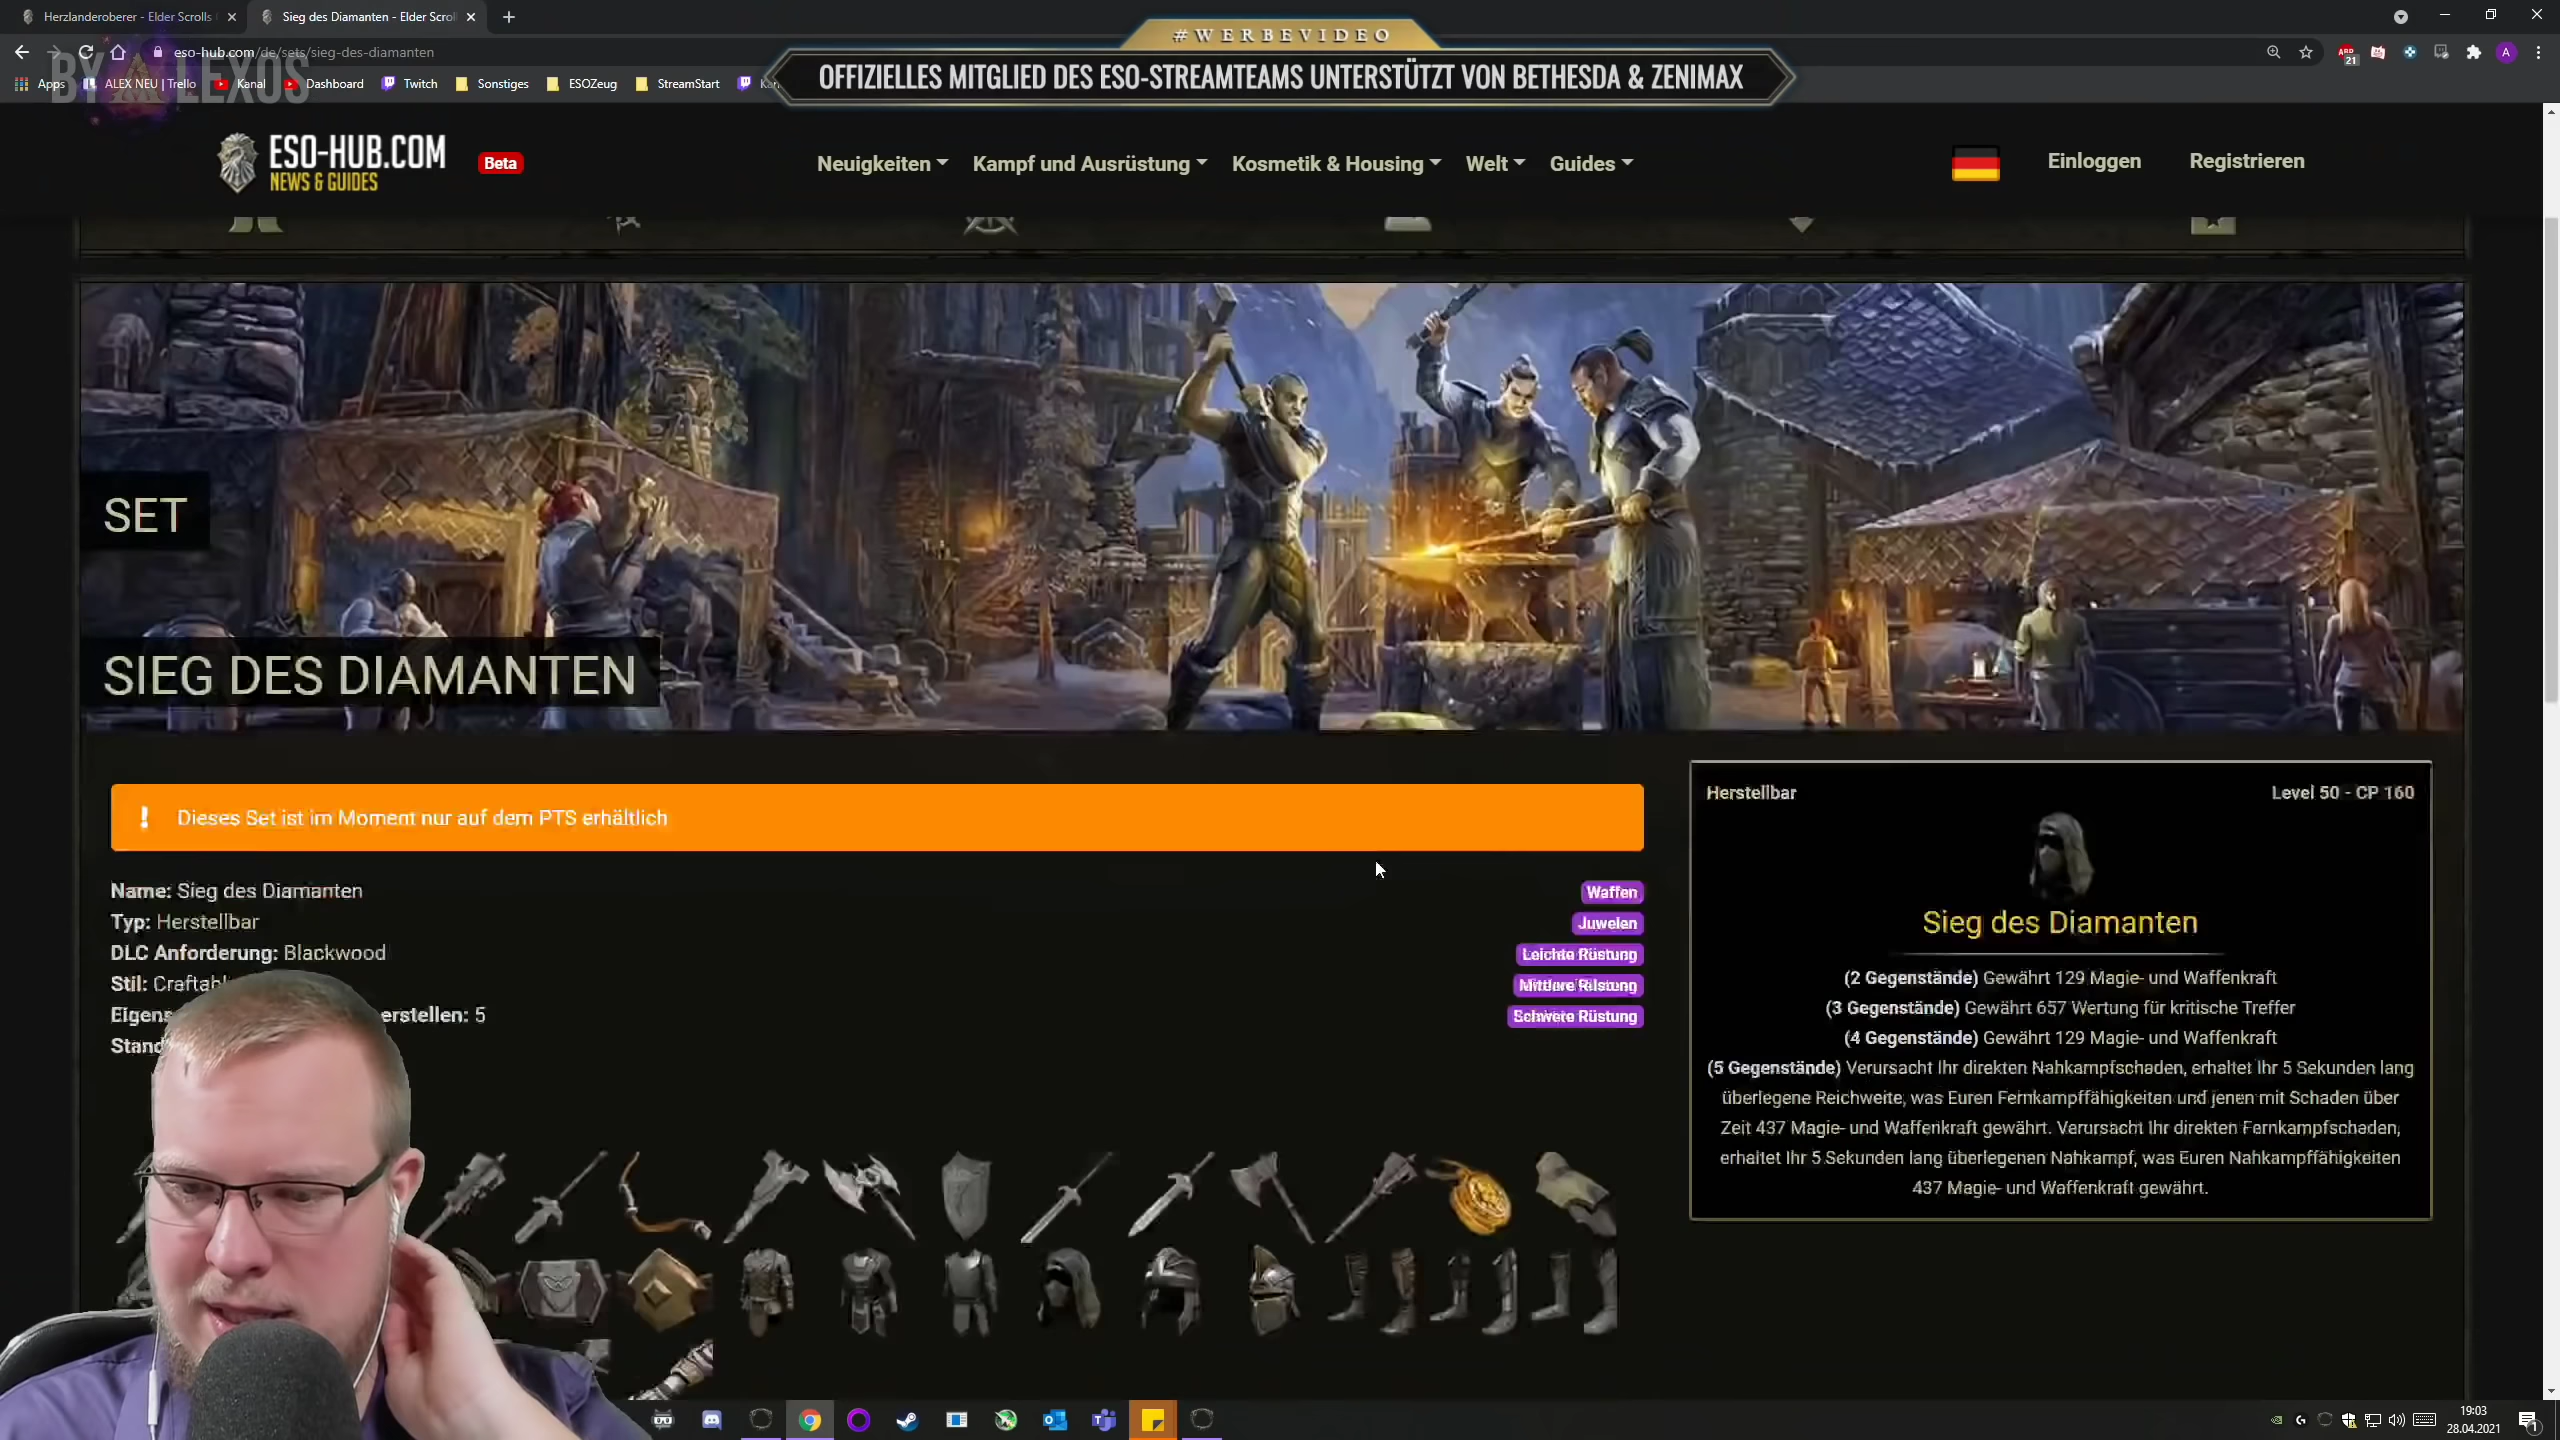 Herzlanderoberer - Elder Scrolls
Sieg des Diamanten - Elder Scrol
eso-hub.com/de/sets/sieg-des-diamanten
#WERBEVIDEO
OFFIZIELLES MITGLIED DES ESO-STREAMTEAMS UNTERSTÜTZT VON BETHESDA & ZENIMAX
BY ALEXOS
Apps
ALEX NEU | Trello
Kanal
Dashboard
Twitch
Sonstiges
ESOZeug
StreamStart
21
A
ESO-HUB.COM
NEWS & GUIDES
Beta
Neuigkeiten
Kampf und Ausrüstung
Kosmetik & Housing
Welt
Guides
Einloggen
Registrieren
SET
SIEG DES DIAMANTEN
! Dieses Set ist im Moment nur auf dem PTS erhältlich
Name: Sieg des Diamanten
Typ: Herstellbar
DLC Anforderung: Blackwood
Stil: Craftabl
Eigens erstellen: 5
Stand
Waffen
Juwelen
Leichte Rüstung
Mittlere Rüstung
Schwere Rüstung
Herstellbar
Level 50 - CP 160
Sieg des Diamanten
(2 Gegenstände) Gewährt 129 Magie- und Waffenkraft
(3 Gegenstände) Gewährt 657 Wertung für kritische Treffer
(4 Gegenstände) Gewährt 129 Magie- und Waffenkraft
(5 Gegenstände) Verursacht Ihr direkten Nahkampfschaden, erhaltet Ihr 5 Sekunden lang
überlegene Reichweite, was Euren Fernkampffähigkeiten und jenen mit Schaden über
Zeit 437 Magie- und Waffenkraft gewährt. Verursacht Ihr direkten Fernkampfschaden,
erhaltet Ihr 5 Sekunden lang überlegenen Nahkampf, was Euren Nahkampffähigkeiten
437 Magie- und Waffenkraft gewährt.
19:03
28.04.2021
1